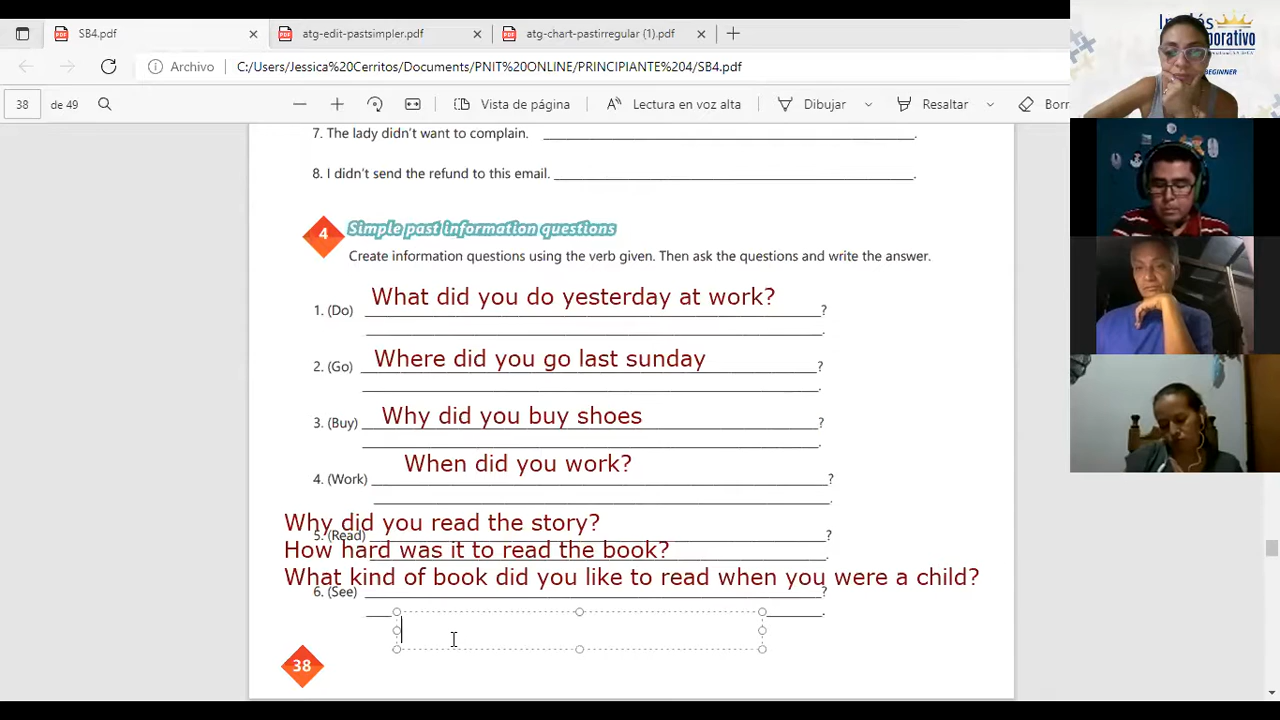 SB4.pdf
atg-edit-pastsimpler.pdf
atg-chart-pastirregular (1).pdf
Archivo
C:/Users/Jessica%20Cerritos/Documents/PNIT%20ONLINE/PRINCIPIANTE%204/SB4.pdf
38 de 49
Vista de página
Lectura en voz alta
Dibujar
Resaltar
Borr
7. The lady didn't want to complain. .
8. I didn't send the refund to this email. .
4 Simple past information questions
Create information questions using the verb given. Then ask the questions and write the answer.
What did you do yesterday at work?
1. (Do) ?
.
Where did you go last sunday
2. (Go) ?
.
Why did you buy shoes
3. (Buy) ?
.
When did you work?
4. (Work) ?
.
Why did you read the story?
5. (Read) ?
How hard was it to read the book?
.
What kind of book did you like to read when you were a child?
6. (See) ?
.
38
BEGINNER